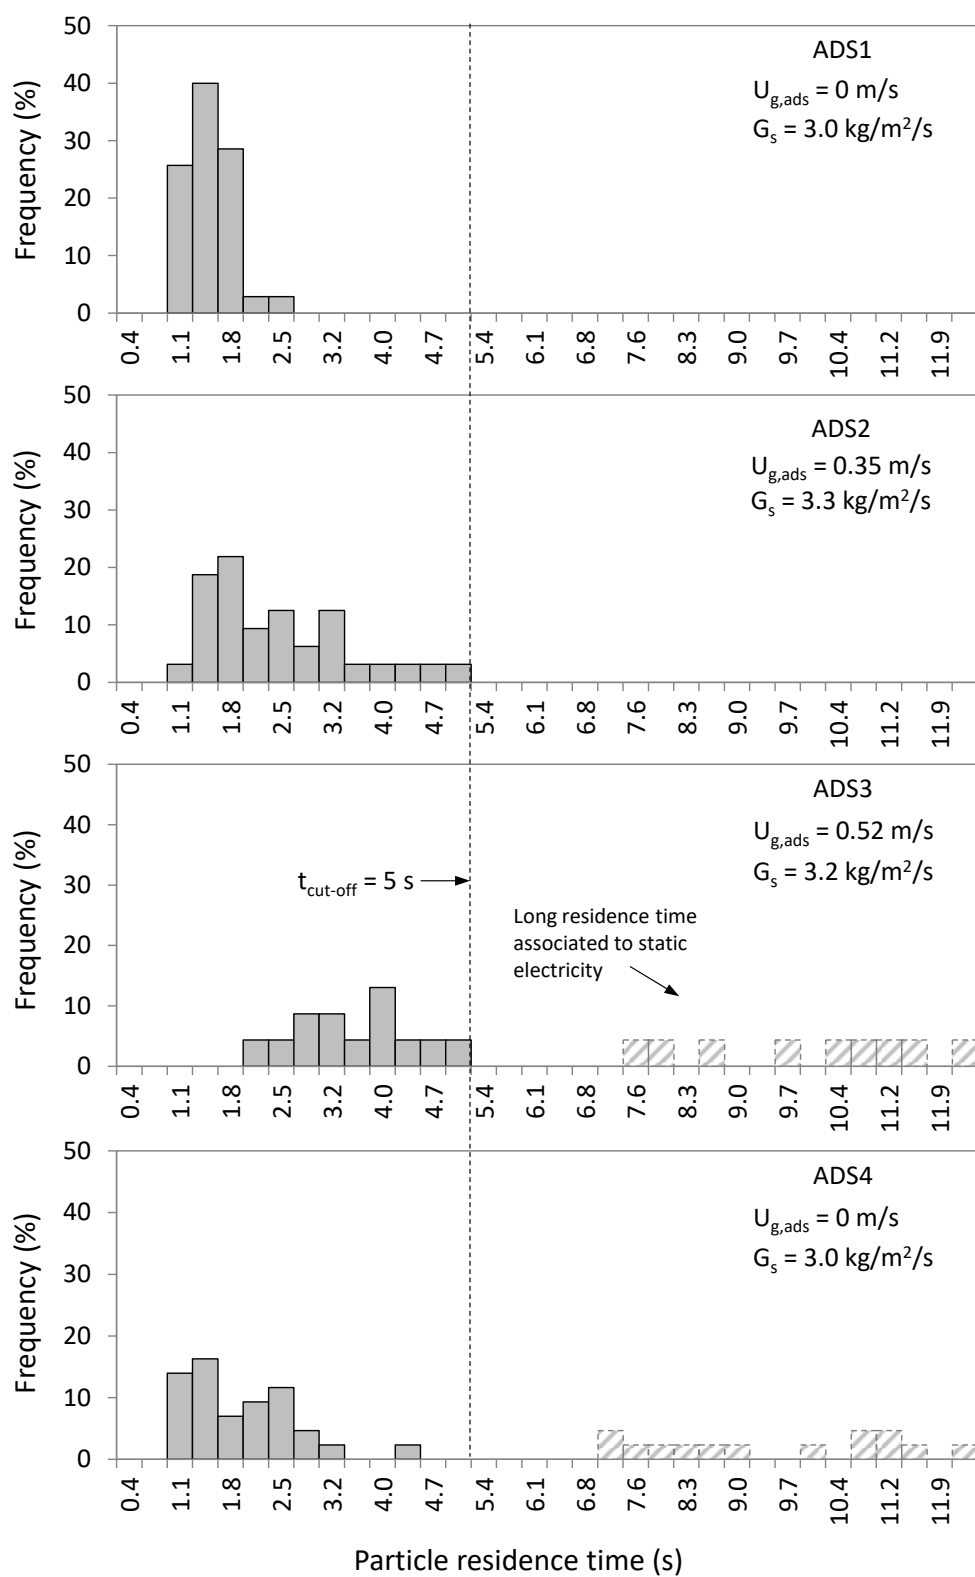 50
40
30
20
10
0
Frequency (%)
ADS1
U_g,ads = 0 m/s
G_s = 3.0 kg/m²/s
0.4 1.1 1.8 2.5 3.2 4.0 4.7 5.4 6.1 6.8 7.6 8.3 9.0 9.7 10.4 11.2 11.9
50
40
30
20
10
0
Frequency (%)
ADS2
U_g,ads = 0.35 m/s
G_s = 3.3 kg/m²/s
0.4 1.1 1.8 2.5 3.2 4.0 4.7 5.4 6.1 6.8 7.6 8.3 9.0 9.7 10.4 11.2 11.9
50
40
30
20
10
0
Frequency (%)
ADS3
U_g,ads = 0.52 m/s
G_s = 3.2 kg/m²/s
t_cut-off = 5 s
Long residence time
associated to static
electricity
0.4 1.1 1.8 2.5 3.2 4.0 4.7 5.4 6.1 6.8 7.6 8.3 9.0 9.7 10.4 11.2 11.9
50
40
30
20
10
0
Frequency (%)
ADS4
U_g,ads = 0 m/s
G_s = 3.0 kg/m²/s
0.4 1.1 1.8 2.5 3.2 4.0 4.7 5.4 6.1 6.8 7.6 8.3 9.0 9.7 10.4 11.2 11.9
Particle residence time (s)